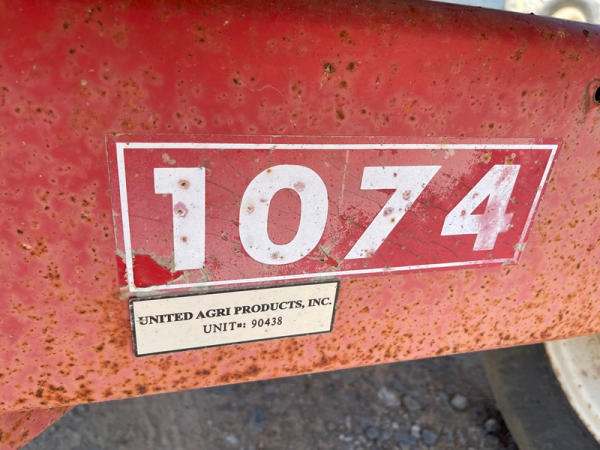 1074
UNITED AGRI PRODUCTS, INC.
UNIT#: 90438